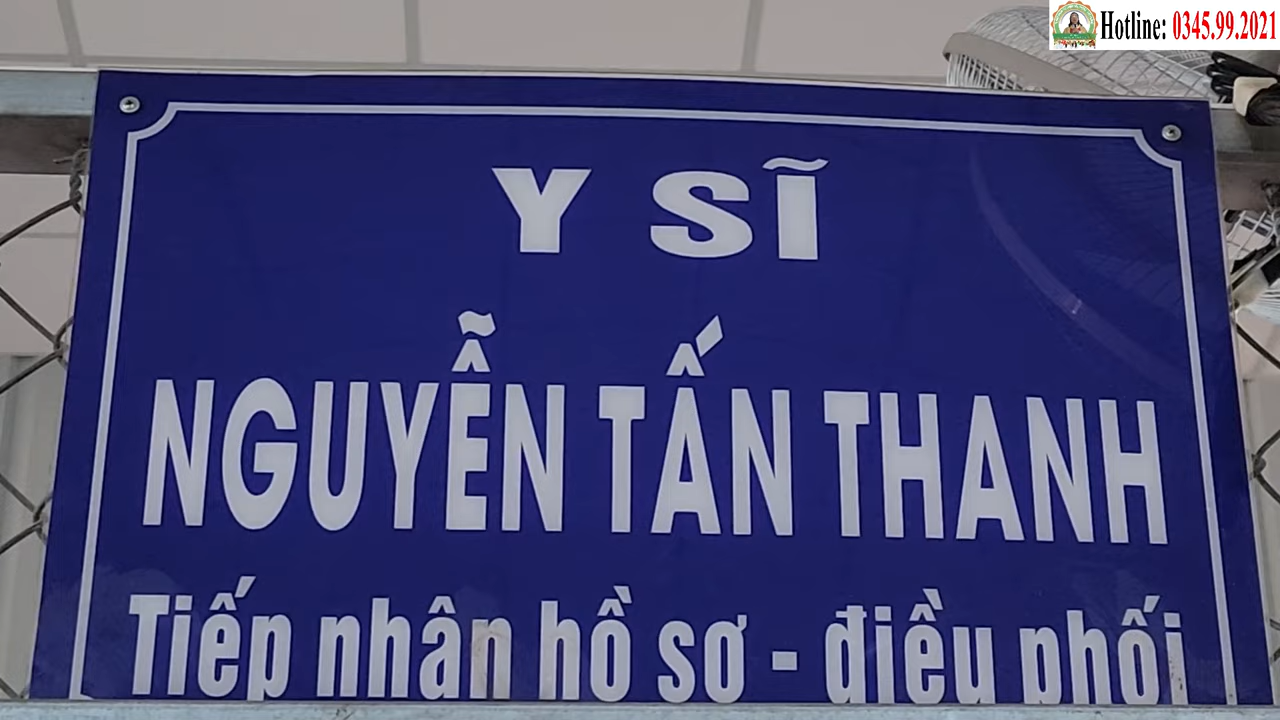 Hotline: 0345.99.2021
Y SĨ
NGUYỄN TẤN THANH
Tiếp nhận hồ sơ - điều phối